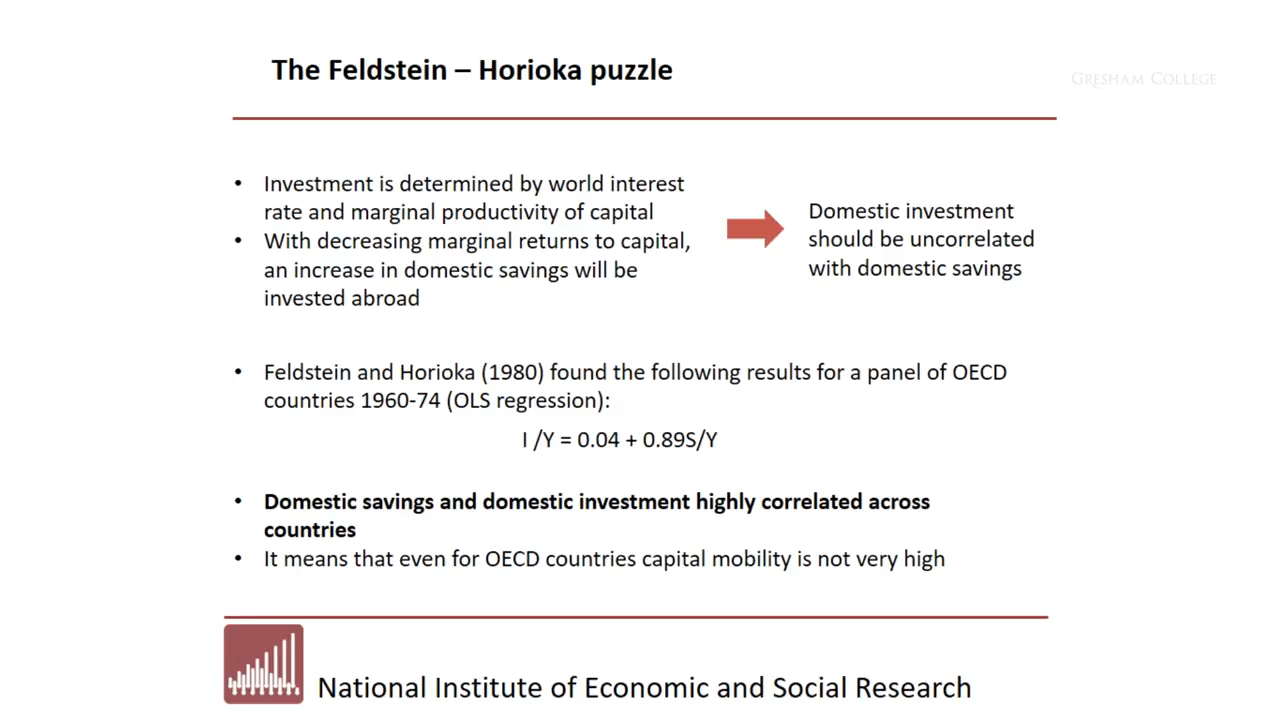 The Feldstein – Horioka puzzle
GRESHAM COLLEGE
• Investment is determined by world interest
rate and marginal productivity of capital
• With decreasing marginal returns to capital,
an increase in domestic savings will be
invested abroad
Domestic investment
should be uncorrelated
with domestic savings
• Feldstein and Horioka (1980) found the following results for a panel of OECD
countries 1960-74 (OLS regression):
I /Y = 0.04 + 0.89S/Y
• Domestic savings and domestic investment highly correlated across
countries
• It means that even for OECD countries capital mobility is not very high
National Institute of Economic and Social Research